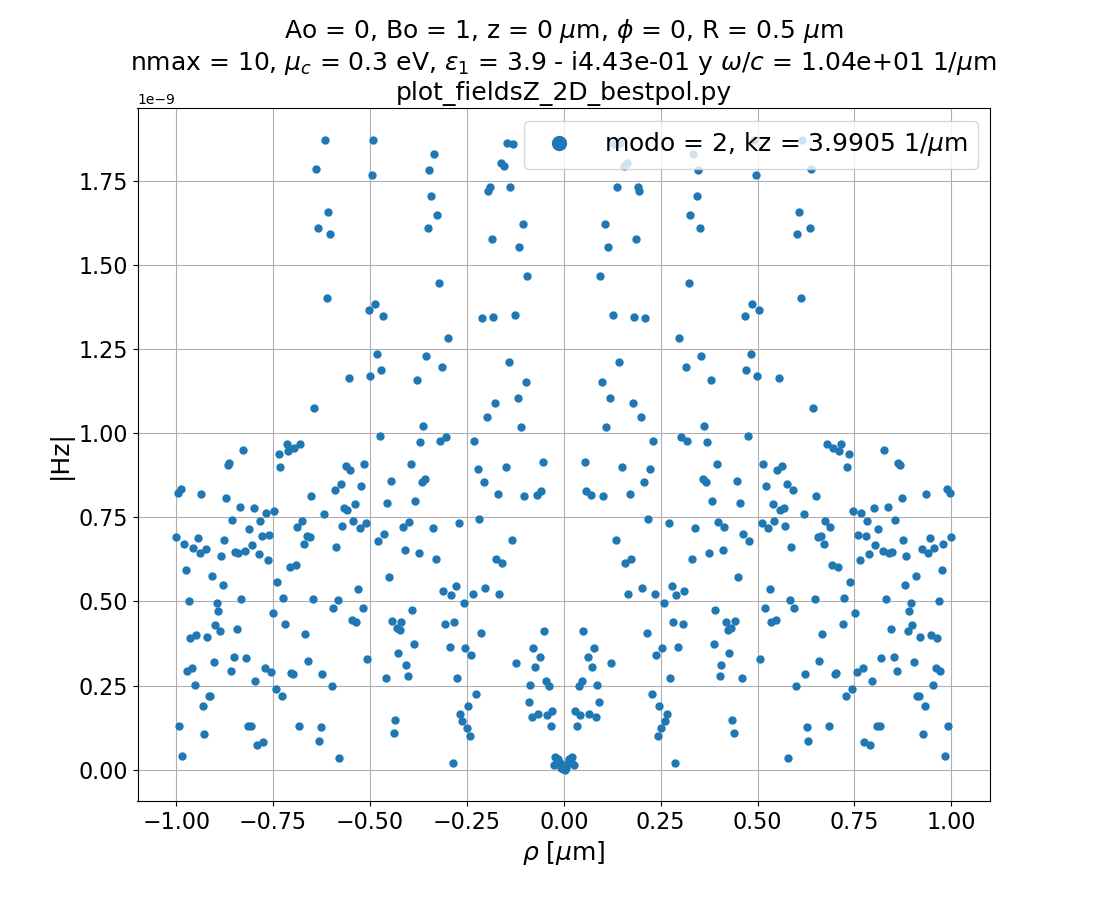 Ao = 0, Bo = 1, z = 0 μm, ϕ = 0, R = 0.5 μm
nmax = 10, μc = 0.3 eV, ε1 = 3.9 - i4.43e-01 y ω/c = 1.04e+01 1/μm
plot_fieldsZ_2D_bestpol.py
1e−9
modo = 2, kz = 3.9905 1/μm
1.75
1.50
1.25
1.00
0.75
0.50
0.25
0.00
|Hz|
−1.00 −0.75 −0.50 −0.25 0.00 0.25 0.50 0.75 1.00
ρ [μm]